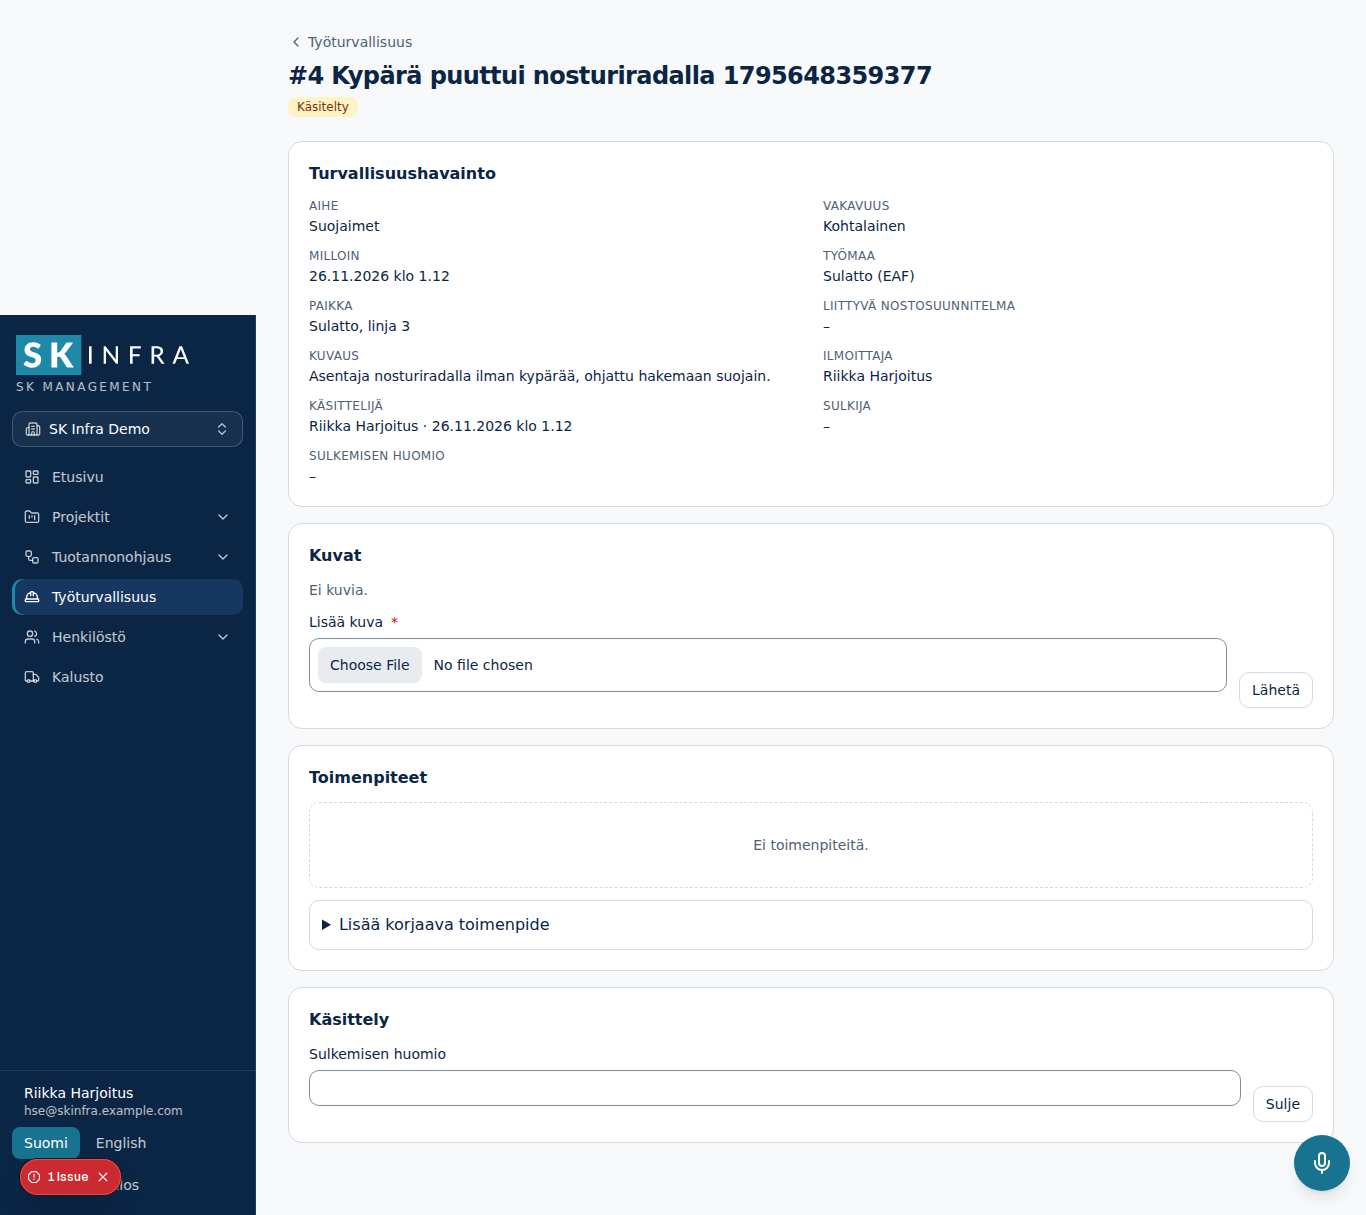 Työturvallisuus
#4 Kypärä puuttui nosturiradalla 1795648359377
Käsitelty
Turvallisuushavainto
AIHE
Suojaimet
VAKAVUUS
Kohtalainen
MILLOIN
26.11.2026 klo 1.12
TYÖMAA
Sulatto (EAF)
PAIKKA
Sulatto, linja 3
LIITTYVÄ NOSTOSUUNNITELMA
–
KUVAUS
Asentaja nosturiradalla ilman kypärää, ohjattu hakemaan suojain.
ILMOITTAJA
Riikka Harjoitus
KÄSITTELIJÄ
Riikka Harjoitus · 26.11.2026 klo 1.12
SULKIJA
–
SULKEMISEN HUOMIO
–
Kuvat
Ei kuvia.
Lisää kuva *
Choose File No file chosen
Lähetä
Toimenpiteet
Ei toimenpiteitä.
Lisää korjaava toimenpide
Käsittely
Sulkemisen huomio
Sulje
SK INFRA
SK MANAGEMENT
SK Infra Demo
Etusivu
Projektit
Tuotannonohjaus
Työturvallisuus
Henkilöstö
Kalusto
Riikka Harjoitus
hse@skinfra.example.com
Suomi English
1 Issue